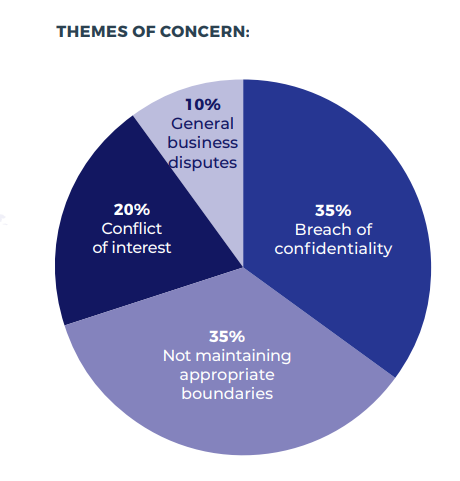 THEMES OF CONCERN:
10%
General
business
disputes
35%
Breach of
confidentiality
20%
Conflict
of interest
35%
Not maintaining
appropriate
boundaries